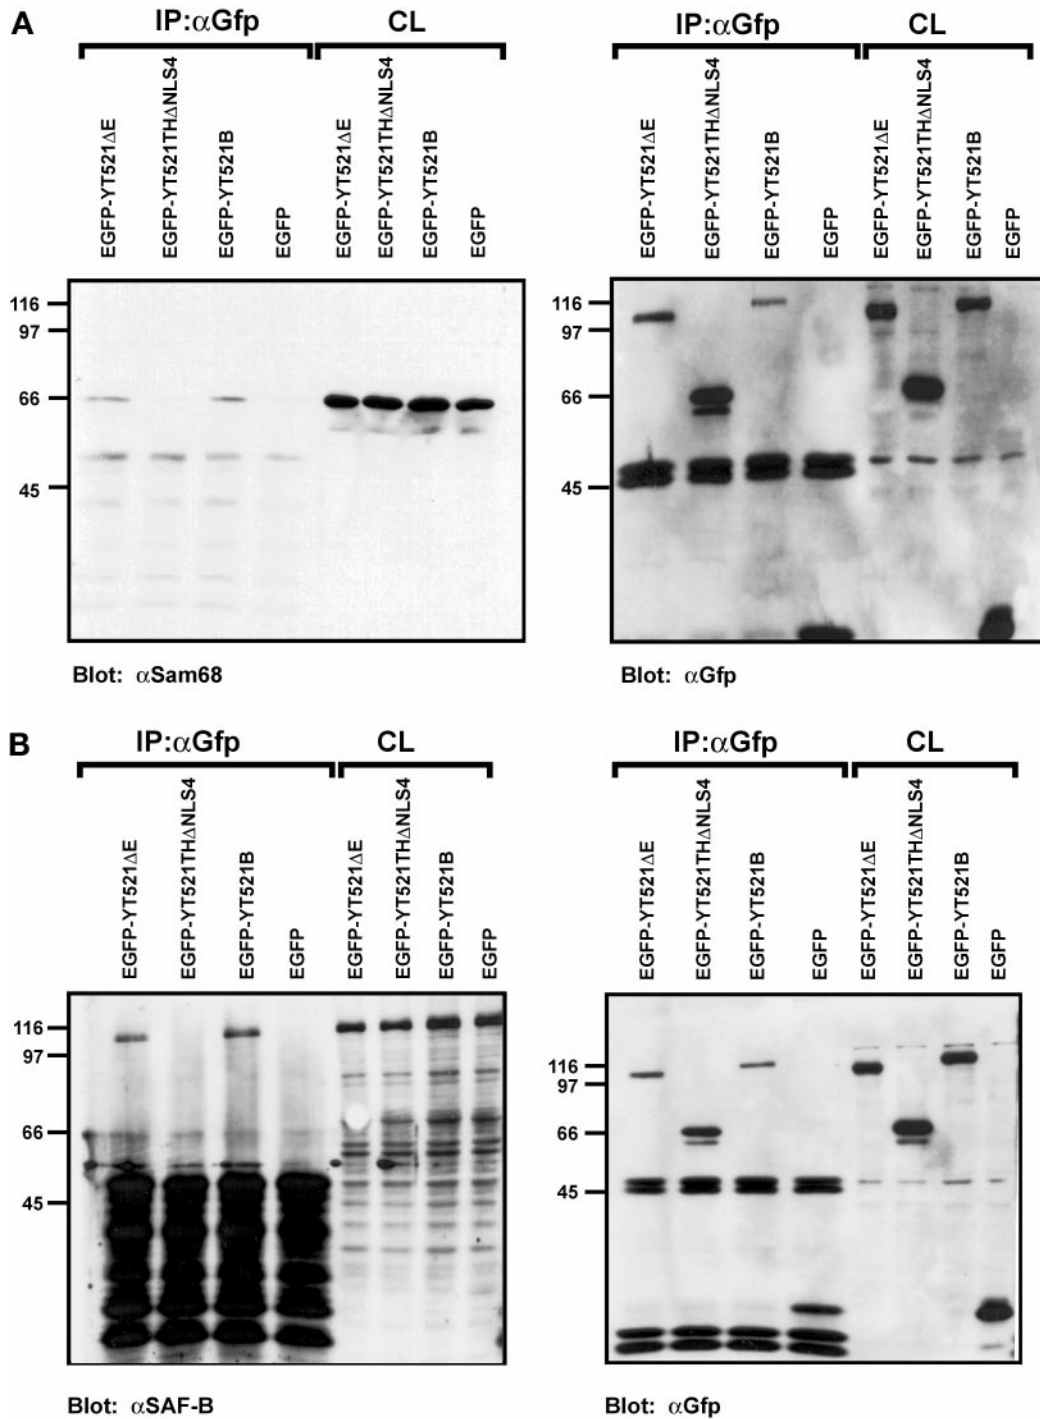 A
IP:αGfp CL
EGFP-YT521ΔE
EGFP-YT521THΔNLS4
EGFP-YT521B
EGFP
EGFP-YT521ΔE
EGFP-YT521THΔNLS4
EGFP-YT521B
EGFP
116
97
66
45
Blot: αSam68
IP:αGfp CL
EGFP-YT521ΔE
EGFP-YT521THΔNLS4
EGFP-YT521B
EGFP
EGFP-YT521ΔE
EGFP-YT521THΔNLS4
EGFP-YT521B
EGFP
116
97
66
45
Blot: αGfp
B
IP:αGfp CL
EGFP-YT521ΔE
EGFP-YT521THΔNLS4
EGFP-YT521B
EGFP
EGFP-YT521ΔE
EGFP-YT521THΔNLS4
EGFP-YT521B
EGFP
116
97
66
45
Blot: αSAF-B
IP:αGfp CL
EGFP-YT521ΔE
EGFP-YT521THΔNLS4
EGFP-YT521B
EGFP
EGFP-YT521ΔE
EGFP-YT521THΔNLS4
EGFP-YT521B
EGFP
116
97
66
45
Blot: αGfp